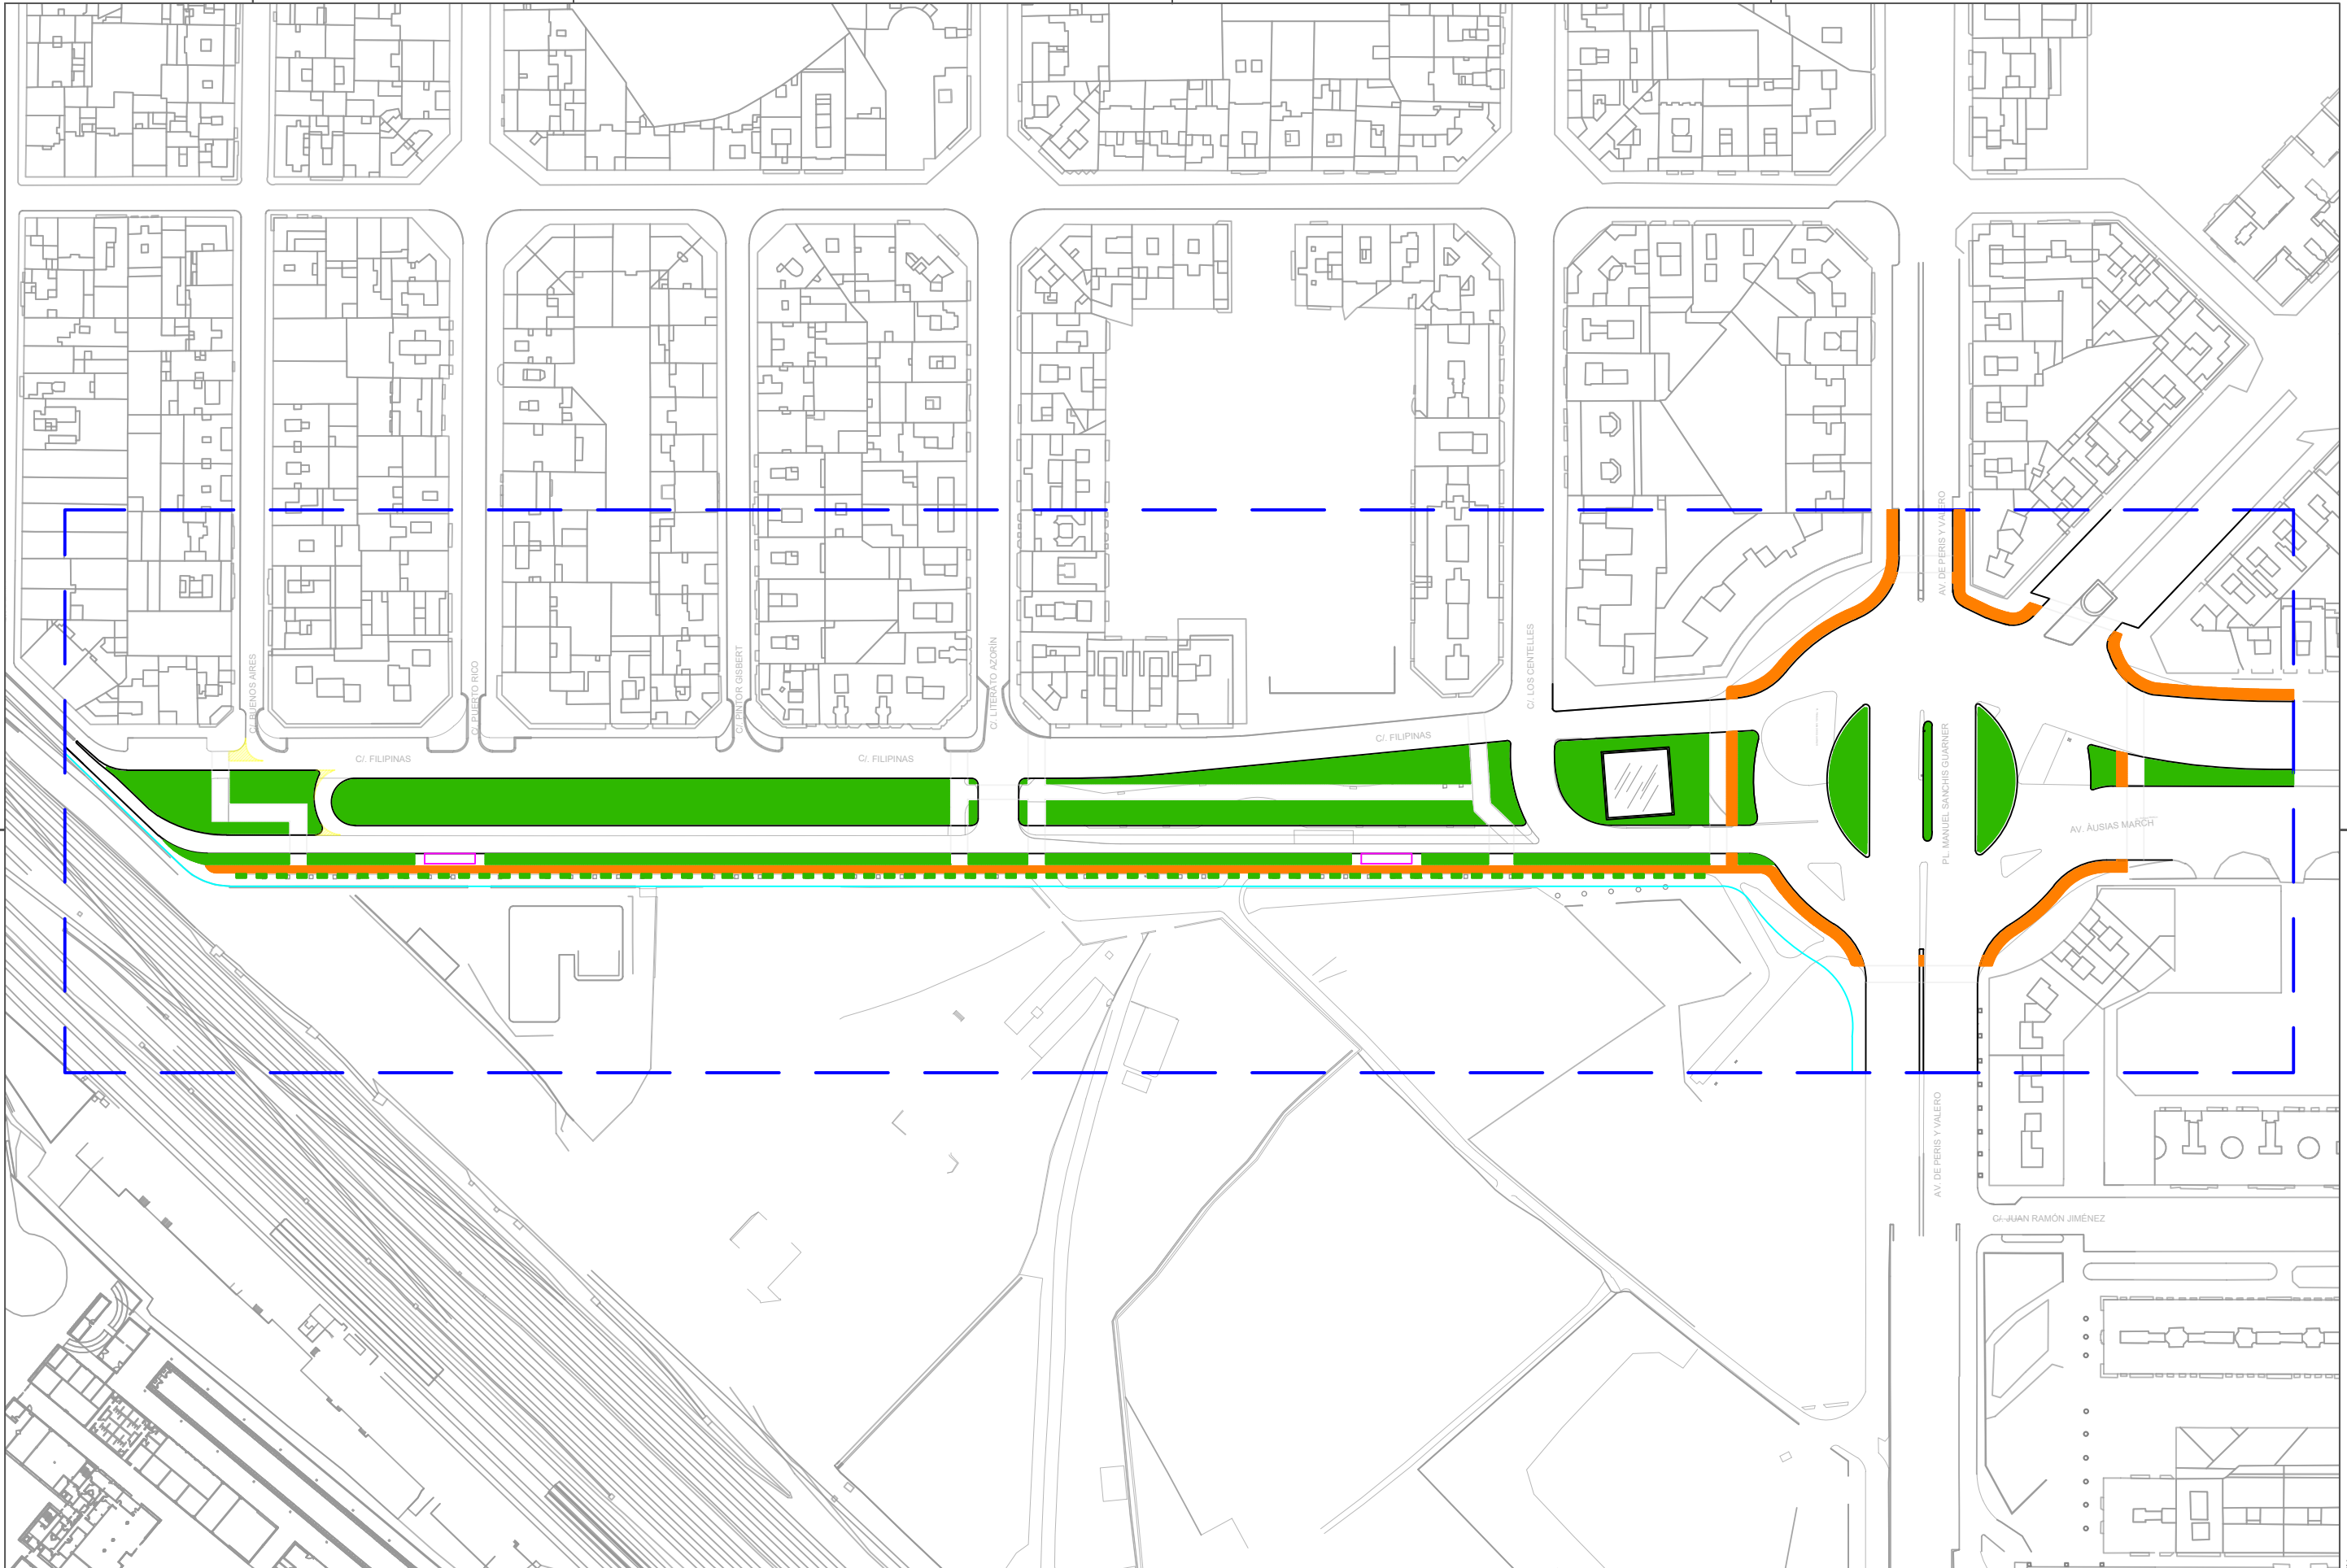 AV. DE PERIS Y VALERO
C/. LOS CENTELLES
C/. LITERATO AZORÍN
C/. PINTOR GISBERT
C/. BUENOS AIRES
C/. PUERTO RICO
C/. FILIPINAS
C/. FILIPINAS
C/. FILIPINAS
PL. MANUEL SANCHIS GUARNER
AV. ÀUSIAS MARCH
AV. DE PERIS Y VALERO
C/. JUAN RAMÓN JIMÉNEZ